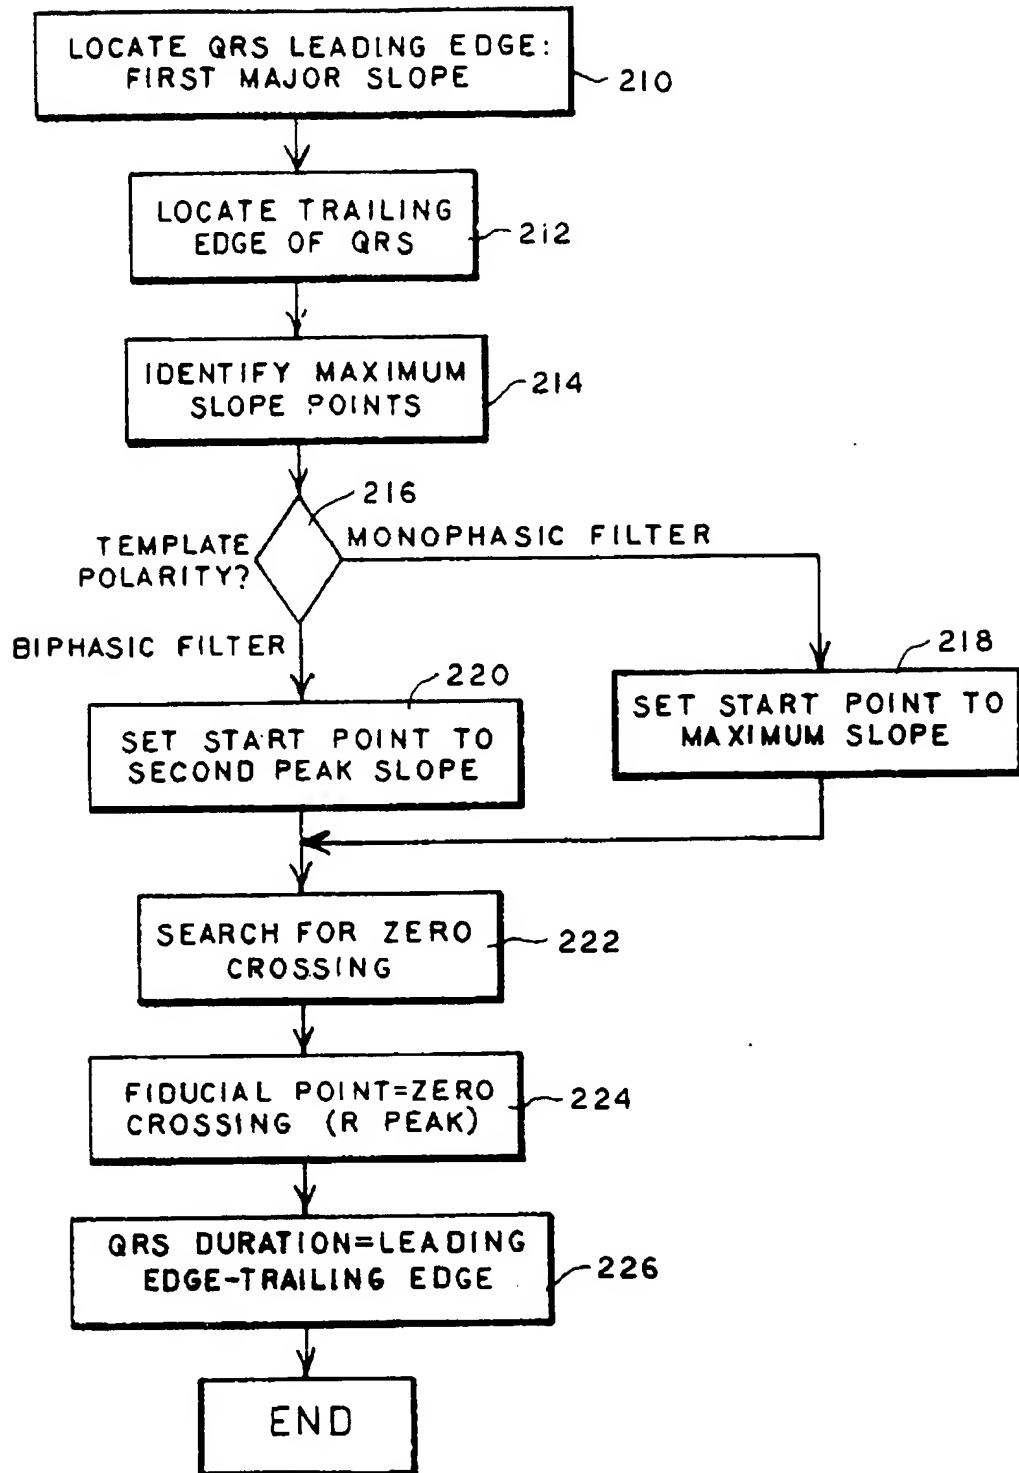 LOCATE QRS LEADING EDGE:
FIRST MAJOR SLOPE
210
LOCATE TRAILING
EDGE OF QRS
212
IDENTIFY MAXIMUM
SLOPE POINTS
214
216
TEMPLATE
POLARITY?
MONOPHASIC FILTER
BIPHASIC FILTER
218
SET START POINT TO
MAXIMUM SLOPE
220
SET START POINT TO
SECOND PEAK SLOPE
SEARCH FOR ZERO
CROSSING
222
FIDUCIAL POINT=ZERO
CROSSING (R PEAK)
224
QRS DURATION=LEADING
EDGE-TRAILING EDGE
226
END